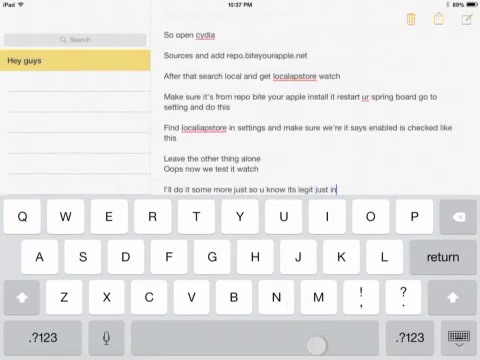 iPad
10:37 PM
89%
Search
Hey guys
So open cydia
Sources and add repo.biteyourapple.net
After that search local and get localapstore watch
Make sure it's from repo bite your apple install it restart ur spring board go to
setting and do this
Find localiapstore in settings and make sure we're it says enabled is checked like
this
Leave the other thing alone
Oops now we test it watch
I'll do it some more just so u know its legit just in
Q W E R T Y U I O P
A S D F G H J K L return
Z X C V B N M ! , ? .
.?123 .?123